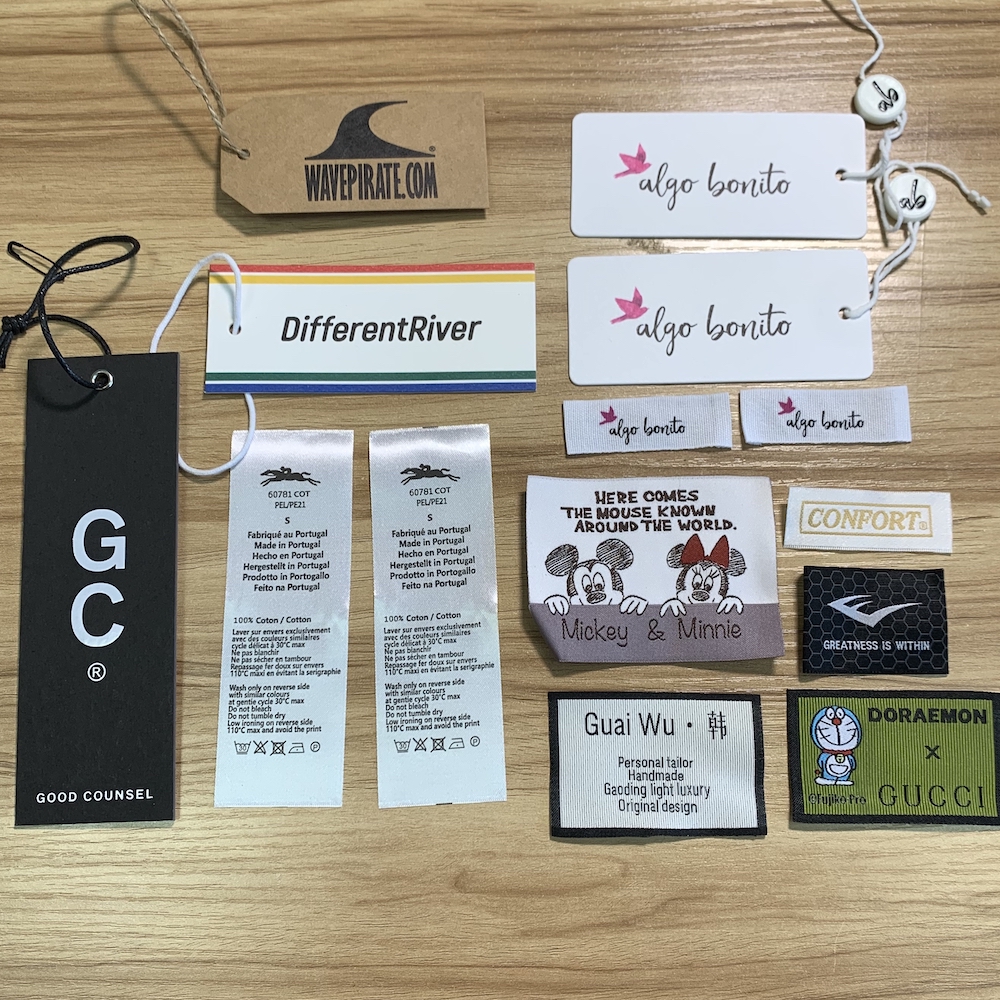 WAVEPIRATE.COM
®
algo bonito
ab
ab
algo bonito
DifferentRiver
algo bonito
algo bonito
G
C
®
GOOD COUNSEL
60781 COT
PEL/PE21
S
Fabriqué au Portugal
Made in Portugal
Hecho en Portugal
Hergestellt in Portugal
Prodotto in Portogallo
Feito na Portugal
100% Coton / Cotton
Laver sur envers exclusivement
avec des couleurs similaires
cycle délicat à 30°C max
Ne pas blanchir
Ne pas sécher en tambour
Repassage fer doux sur envers
110°C maxi en évitant la serigraphie
Wash only on reverse side
with similar colours
at gentle cycle 30°C max
Do not bleach
Do not tumble dry
Low ironing on reverse side
110°C max and avoid the print
60781 COT
PEL/PE21
S
Fabriqué au Portugal
Made in Portugal
Hecho en Portugal
Hergestellt in Portugal
Prodotto in Portogallo
Feito na Portugal
100% Coton / Cotton
Laver sur envers exclusivement
avec des couleurs similaires
cycle délicat à 30°C max
Ne pas blanchir
Ne pas sécher en tambour
Repassage fer doux sur envers
110°C maxi en évitant la serigraphie
Wash only on reverse side
with similar colours
at gentle cycle 30°C max
Do not bleach
Do not tumble dry
Low ironing on reverse side
110°C max and avoid the print
HERE COMES
THE MOUSE KNOWN
AROUND THE WORLD.
Mickey & Minnie
CONFORT®
GREATNESS IS WITHIN
Guai Wu · 韩
Personal tailor
Handmade
Gaoding light luxury
Original design
DORAEMON
×
GUCCI
©Fujiko Pro